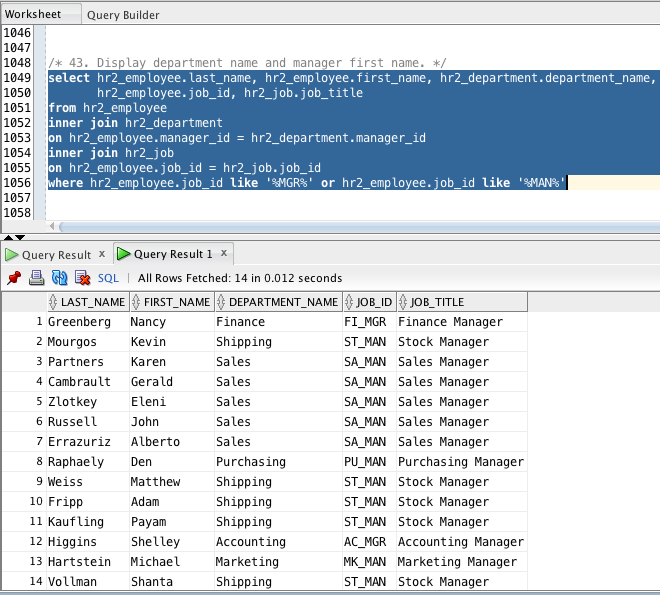 Worksheet Query Builder
1046
1047
1048 /* 43. Display department name and manager first name. */
1049 select hr2_employee.last_name, hr2_employee.first_name, hr2_department.department_name,
1050 hr2_employee.job_id, hr2_job.job_title
1051 from hr2_employee
1052 inner join hr2_department
1053 on hr2_employee.manager_id = hr2_department.manager_id
1054 inner join hr2_job
1055 on hr2_employee.job_id = hr2_job.job_id
1056 where hr2_employee.job_id like '%MGR%' or hr2_employee.job_id like '%MAN%'
1057
1058
Query Result x Query Result 1 x
SQL | All Rows Fetched: 14 in 0.012 seconds
LAST_NAME FIRST_NAME DEPARTMENT_NAME JOB_ID JOB_TITLE
1 Greenberg Nancy Finance FI_MGR Finance Manager
2 Mourgos Kevin Shipping ST_MAN Stock Manager
3 Partners Karen Sales SA_MAN Sales Manager
4 Cambrault Gerald Sales SA_MAN Sales Manager
5 Zlotkey Eleni Sales SA_MAN Sales Manager
6 Russell John Sales SA_MAN Sales Manager
7 Errazuriz Alberto Sales SA_MAN Sales Manager
8 Raphaely Den Purchasing PU_MAN Purchasing Manager
9 Weiss Matthew Shipping ST_MAN Stock Manager
10 Fripp Adam Shipping ST_MAN Stock Manager
11 Kaufling Payam Shipping ST_MAN Stock Manager
12 Higgins Shelley Accounting AC_MGR Accounting Manager
13 Hartstein Michael Marketing MK_MAN Marketing Manager
14 Vollman Shanta Shipping ST_MAN Stock Manager